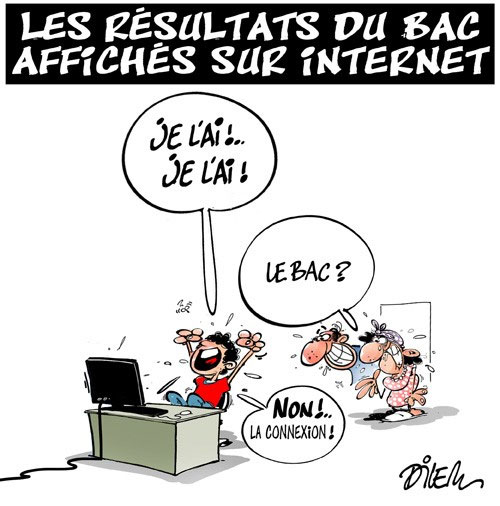 LES RÉSULTATS DU BAC
AFFICHÉS SUR INTERNET
JE L'AI!..
JE L'AI!
LE BAC?
NON!..
LA CONNEXION!
DiLEM